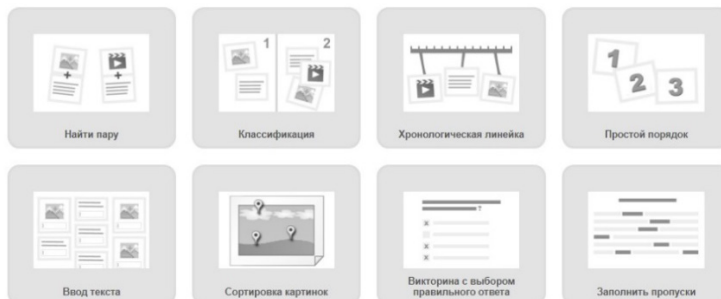 1
2
1
2
3
Найти пару
Классификация
Хронологическая линейка
Простой порядок
?
Ввод текста
Сортировка картинок
Викторина с выбором
правильного ответа
Заполнить пропуски